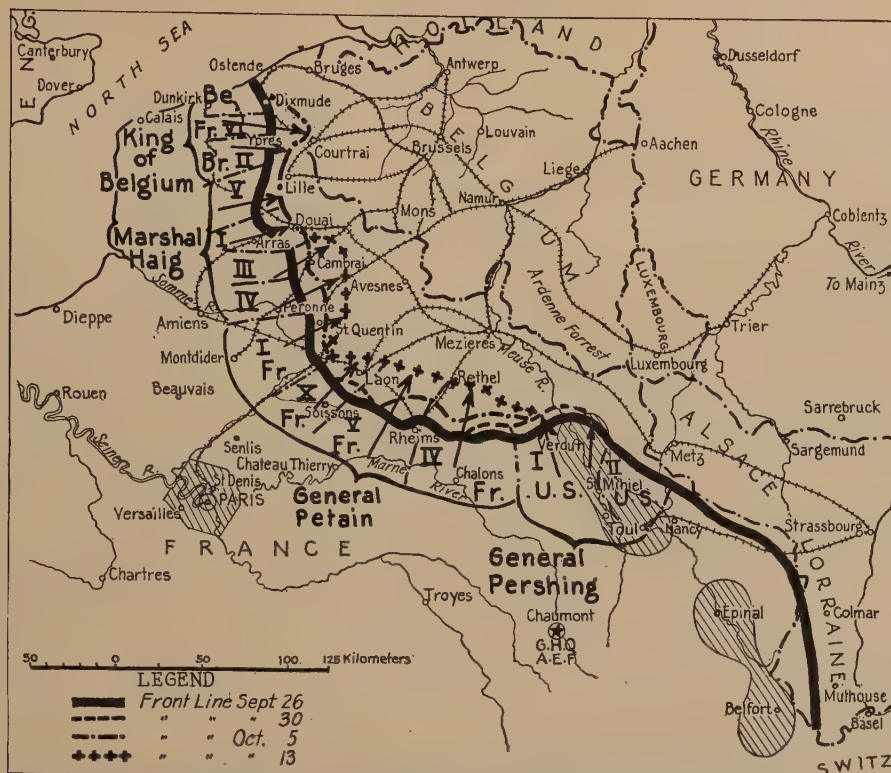 ENG.
Canterbury
Dover
NORTH SEA
HOLLAND
Ostende
Bruges
Antwerp
Dusseldorf
Dunkirk
Be
Dixmude
Calais
Fr. VI
Ypres
King
of
Belgium
Br. II
Courtrai
BELGIUM
Louvain
Brussels
Cologne
Rhine
River
Aachen
Liege
GERMANY
V
Lille
Mons
Namur
Coblentz
To Mainz
Marshal
Haig
I
Douai
Arras
III
IV
Cambrai
Avesnes
Ardenne Forrest
LUXEMBOURG
Somme R.
Peronne
Dieppe
Amiens
St Quentin
Trier
Montdidier
I
Fr.
Mezieres
Meuse R.
Luxembourg
Beauvais
Laon
Rethel
Rouen
X
Fr.
Soissons
V
Fr.
Rheims
IV
Fr.
Sarrebruck
Sargemund
ALSACE
LORRAINE
Seine R.
Senlis
Chateau Thierry
Marne
River
Chalons
Verdun
I
U.S.
II
U.S.
St Mihiel
Metz
St Denis
PARIS
Versailles
General
Petain
Toul
Nancy
Strassbourg
FRANCE
General
Pershing
Chartres
Troyes
Chaumont
G.H.Q
A.E.F.
Epinal
Colmar
Belfort
Muthouse
Basel
SWITZ
50 0 50 100. 125 Kilometers
LEGEND
Front Line Sept 26
" " " 30
" " Oct. 5
" " " 13